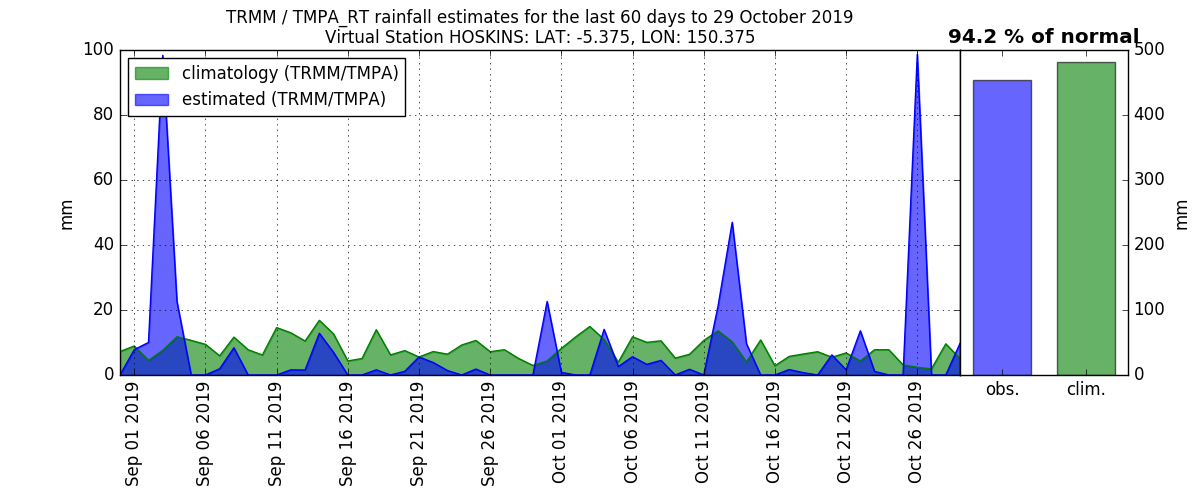 TRMM / TMPA_RT rainfall estimates for the last 60 days to 29 October 2019
Virtual Station HOSKINS: LAT: -5.375, LON: 150.375
94.2 % of normal
climatology (TRMM/TMPA)
estimated (TRMM/TMPA)
100
80
60
40
20
0
mm
500
400
300
200
100
0
mm
obs.
clim.
Sep 01 2019
Sep 06 2019
Sep 11 2019
Sep 16 2019
Sep 21 2019
Sep 26 2019
Oct 01 2019
Oct 06 2019
Oct 11 2019
Oct 16 2019
Oct 21 2019
Oct 26 2019